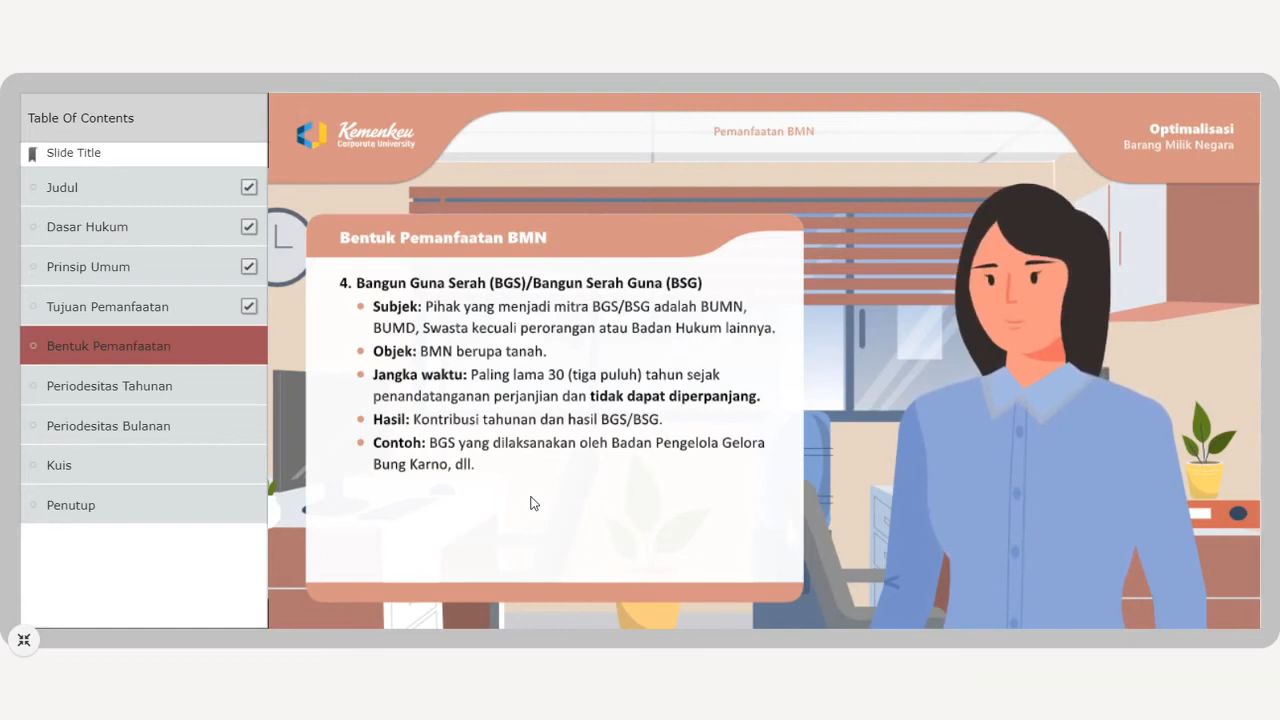 Table Of Contents
Slide Title
Judul
Dasar Hukum
Prinsip Umum
Tujuan Pemanfaatan
Bentuk Pemanfaatan
Periodesitas Tahunan
Periodesitas Bulanan
Kuis
Penutup
Kemenkeu
Corporate University
Pemanfaatan BMN
Optimalisasi
Barang Milik Negara
Bentuk Pemanfaatan BMN
4. Bangun Guna Serah (BGS)/Bangun Serah Guna (BSG)
Subjek: Pihak yang menjadi mitra BGS/BSG adalah BUMN,
BUMD, Swasta kecuali perorangan atau Badan Hukum lainnya.
Objek: BMN berupa tanah.
Jangka waktu: Paling lama 30 (tiga puluh) tahun sejak
penandatanganan perjanjian dan tidak dapat diperpanjang.
Hasil: Kontribusi tahunan dan hasil BGS/BSG.
Contoh: BGS yang dilaksanakan oleh Badan Pengelola Gelora
Bung Karno, dll.